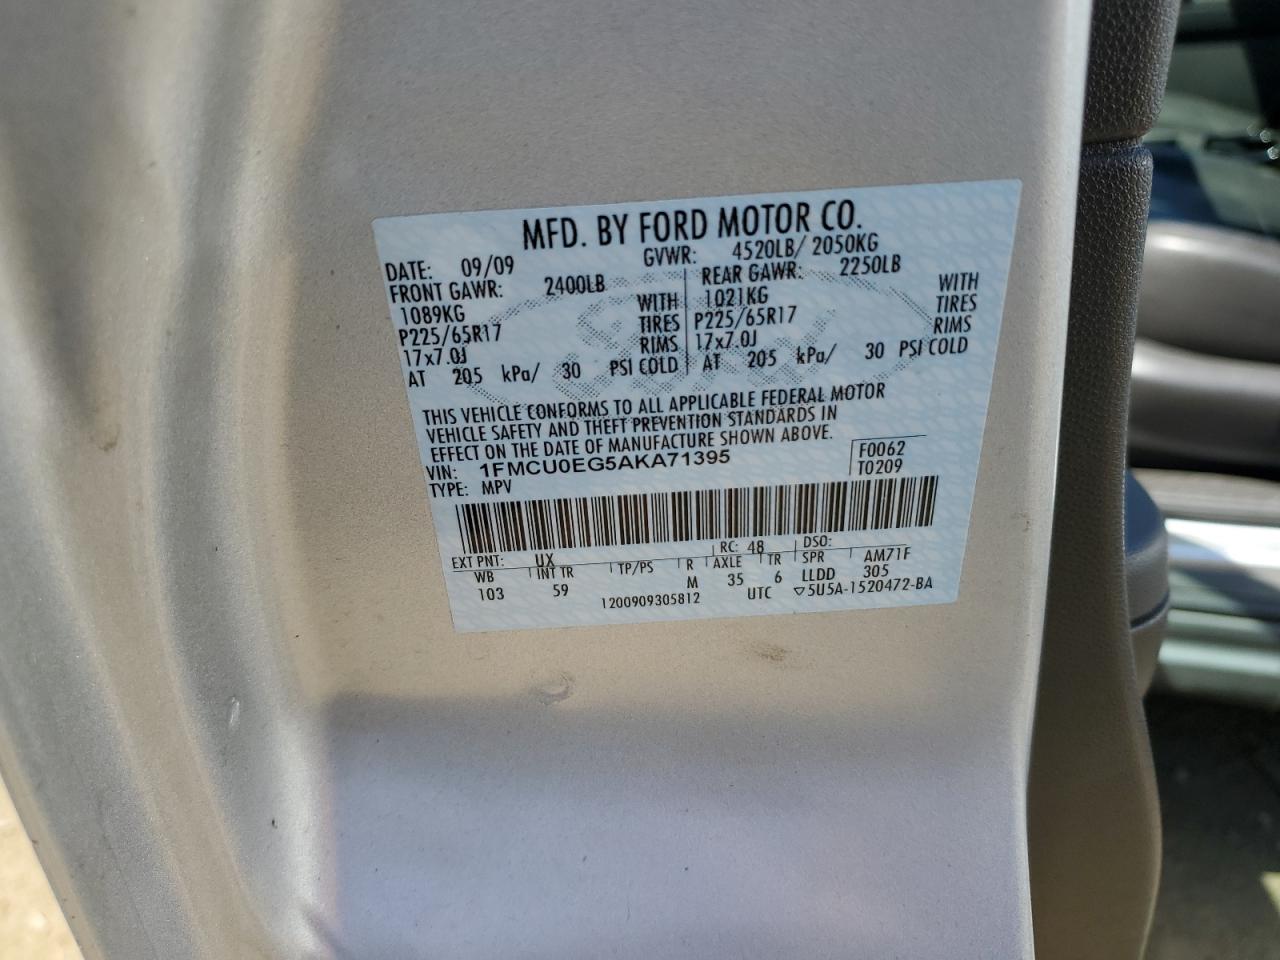 MFD. BY FORD MOTOR CO.
DATE: 09/09 GVWR: 4520LB/ 2050KG
FRONT GAWR: 2400LB REAR GAWR: 2250LB
1089KG WITH 1021KG WITH
P225/65R17 TIRES P225/65R17 TIRES
17x7.0J RIMS 17x7.0J RIMS
AT 205 kPa/ 30 PSI COLD AT 205 kPa/ 30 PSI COLD
THIS VEHICLE CONFORMS TO ALL APPLICABLE FEDERAL MOTOR
VEHICLE SAFETY AND THEFT PREVENTION STANDARDS IN
EFFECT ON THE DATE OF MANUFACTURE SHOWN ABOVE.
VIN: 1FMCU0EG5AKA71395 F0062
TYPE: MPV T0209
EXT PNT: UX RC: 48 DSO:
WB INT TR TP/PS R AXLE TR SPR AM71F
103 59 M 35 6 LLDD 305
1200909305812 UTC ▽5U5A-1520472-BA